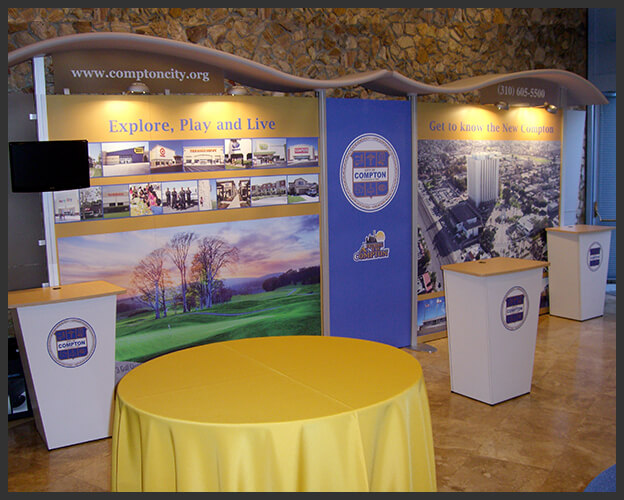 www.comptoncity.org
(310) 605-5500
Explore, Play and Live
Get to know the New Compton
COMPTON
COMPTON
COMPTON
COMPTON